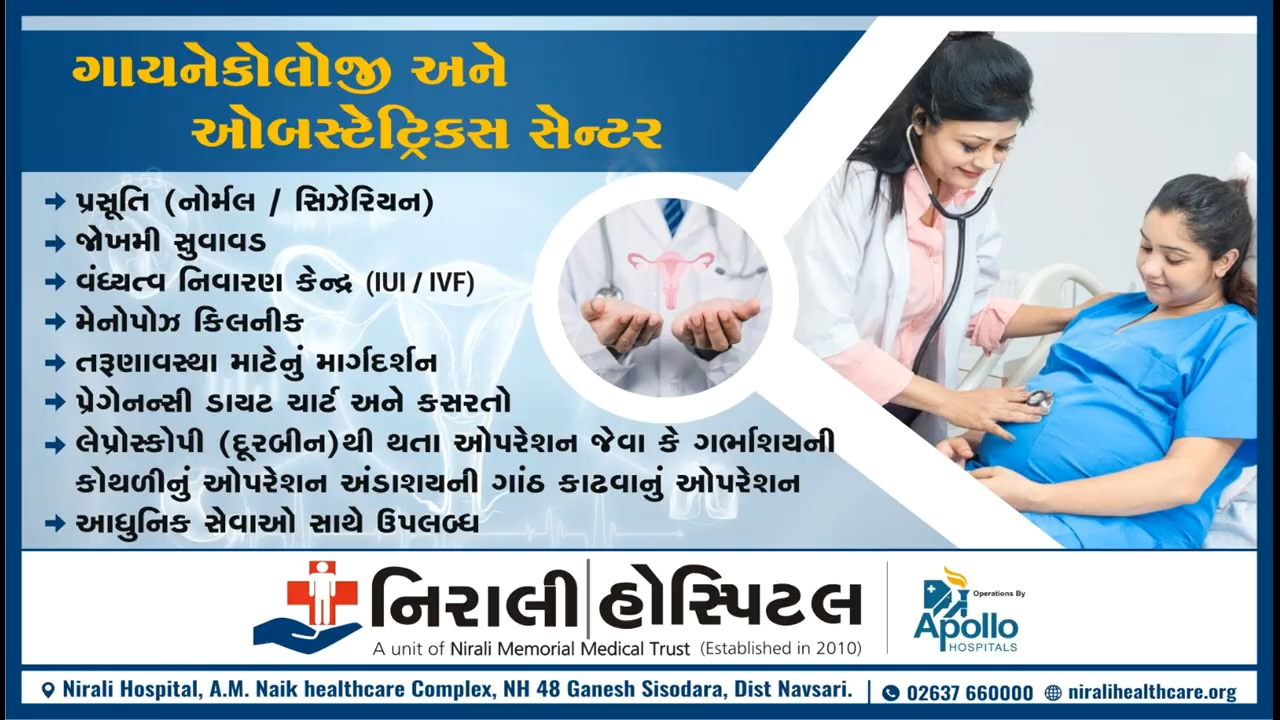 ગાયનેકોલોજી અને
ઓબસ્ટેટ્રિકસ સેન્ટર
પ્રસૂતિ (નોર્મલ / સિઝેરિયન)
જોખમી સુવાવડ
વંધ્યત્વ નિવારણ કેન્દ્ર (IUI / IVF)
મેનોપોઝ ક્લિનીક
તરૂણાવસ્થા માટેનું માર્ગદર્શન
પ્રેગેનન્સી ડાયટ ચાર્ટ અને કસરતો
લેપ્રોસ્કોપી (દૂરબીન)થી થતા ઓપરેશન જેવા કે ગર્ભાશયની
કોથળીનું ઓપરેશન અંડાશયની ગાંઠ કાઢવાનું ઓપરેશન
આધુનિક સેવાઓ સાથે ઉપલબ્ધ
નિરાલી હોસ્પિટલ
A unit of Nirali Memorial Medical Trust (Established in 2010)
Operations By
Apollo
HOSPITALS
Nirali Hospital, A.M. Naik healthcare Complex, NH 48 Ganesh Sisodara, Dist Navsari. | 02637 660000 niralihealthcare.org